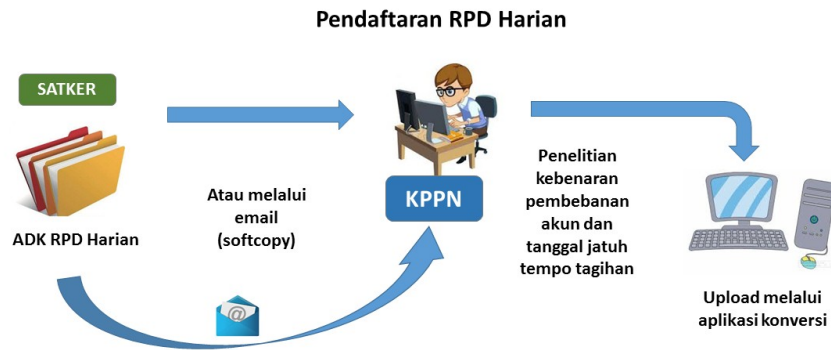 Pendaftaran RPD Harian
SATKER
ADK RPD Harian
Atau melalui
email
(softcopy)
@
KPPN
Penelitian
kebenaran
pembebanan
akun dan
tanggal jatuh
tempo tagihan
Upload melalui
aplikasi konversi